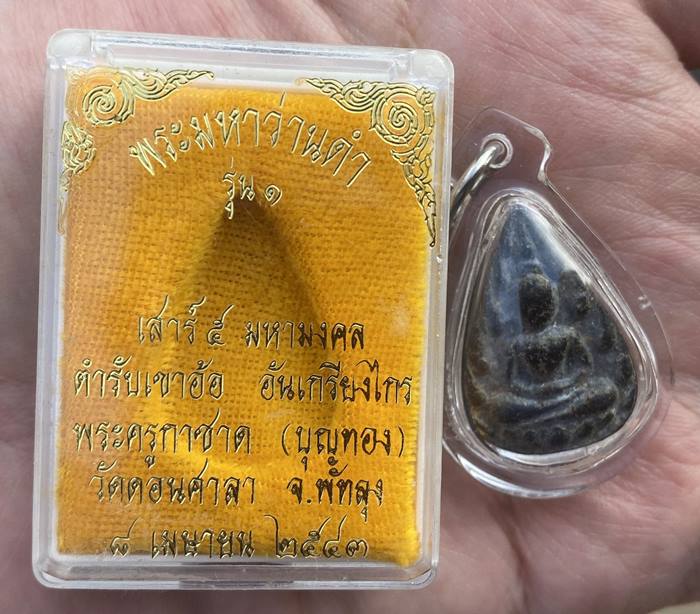 พระมหาว่านดำ
รุ่น ๑
เสาร์ ๕ มหามงคล
ตำรับเขาอ้อ อันเกรียงไกร
พระครูกาชาด (บุญทอง)
วัดดอนศาลา จ.พัทลุง
๘ เมษายน ๒๕๔๓